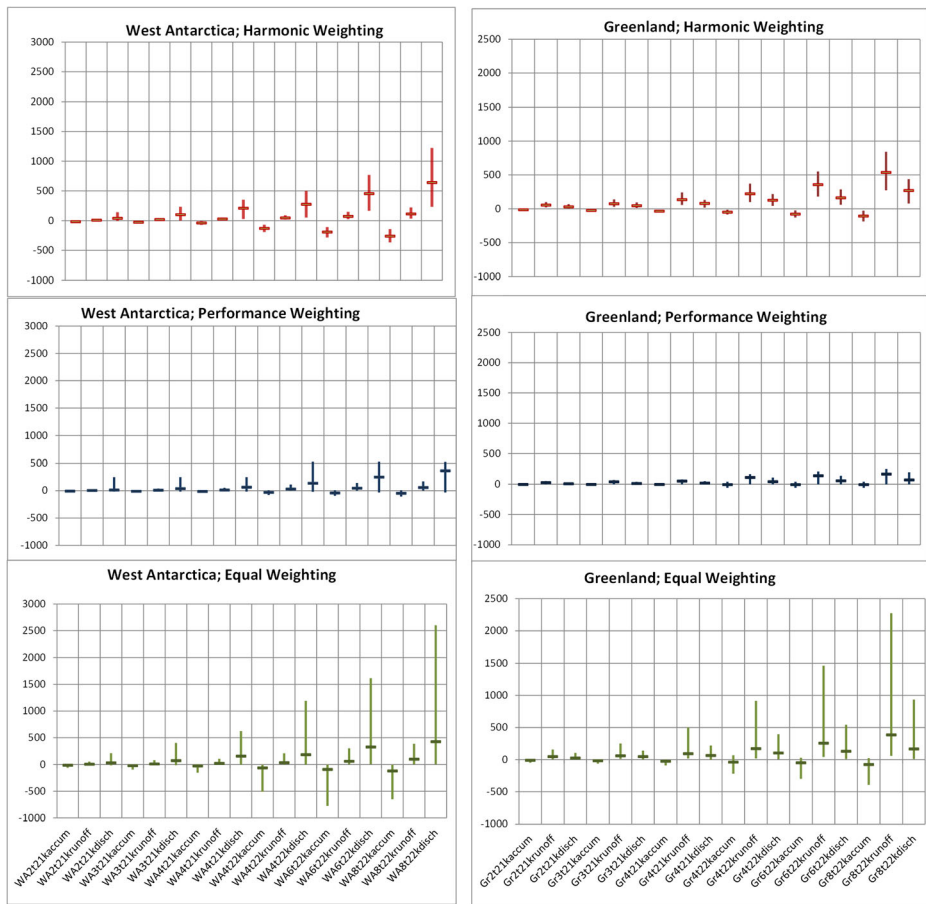 West Antarctica; Harmonic Weighting
3000
2500
2000
1500
1000
500
0
-500
-1000
Greenland; Harmonic Weighting
2500
2000
1500
1000
500
0
-500
-1000
West Antarctica; Performance Weighting
3000
2500
2000
1500
1000
500
0
-500
-1000
Greenland; Performance Weighting
2500
2000
1500
1000
500
0
-500
-1000
West Antarctica; Equal Weighting
3000
2500
2000
1500
1000
500
0
-500
-1000
WA2t21kaccum
WA2t21krunoff
WA2t21kdisch
WA3t21kaccum
WA3t21krunoff
WA3t21kdisch
WA4t21kaccum
WA4t21krunoff
WA4t21kdisch
WA4t22kaccum
WA4t22krunoff
WA4t22kdisch
WA6t22kaccum
WA6t22krunoff
WA6t22kdisch
WA8t22kaccum
WA8t22krunoff
WA8t22kdisch
Greenland; Equal Weighting
2500
2000
1500
1000
500
0
-500
-1000
Gr2t21kaccum
Gr2t21krunoff
Gr2t21kdisch
Gr3t21kaccum
Gr3t21krunoff
Gr3t21kdisch
Gr4t21kaccum
Gr4t21krunoff
Gr4t21kdisch
Gr4t22kaccum
Gr4t22krunoff
Gr4t22kdisch
Gr6t22kaccum
Gr6t22krunoff
Gr6t22kdisch
Gr8t22kaccum
Gr8t22krunoff
Gr8t22kdisch